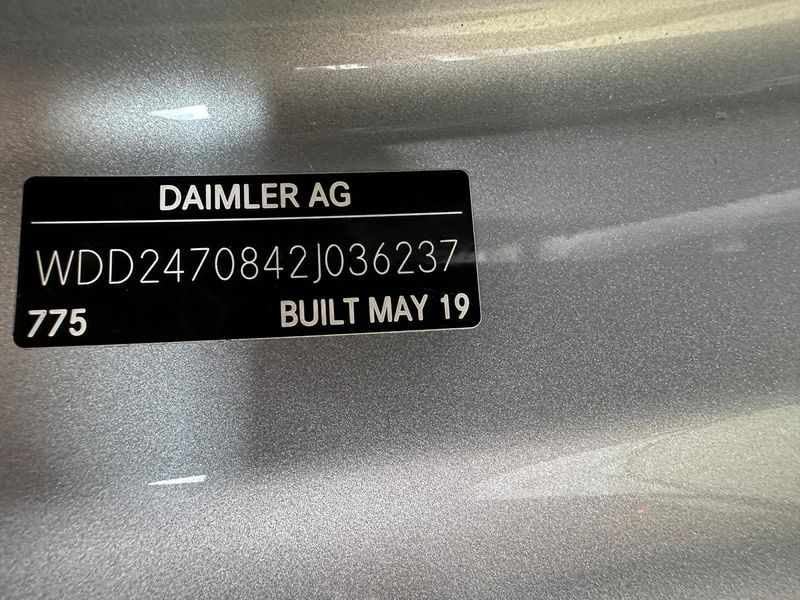 DAIMLER AG
WDD2470842J036237
775 BUILT MAY 19